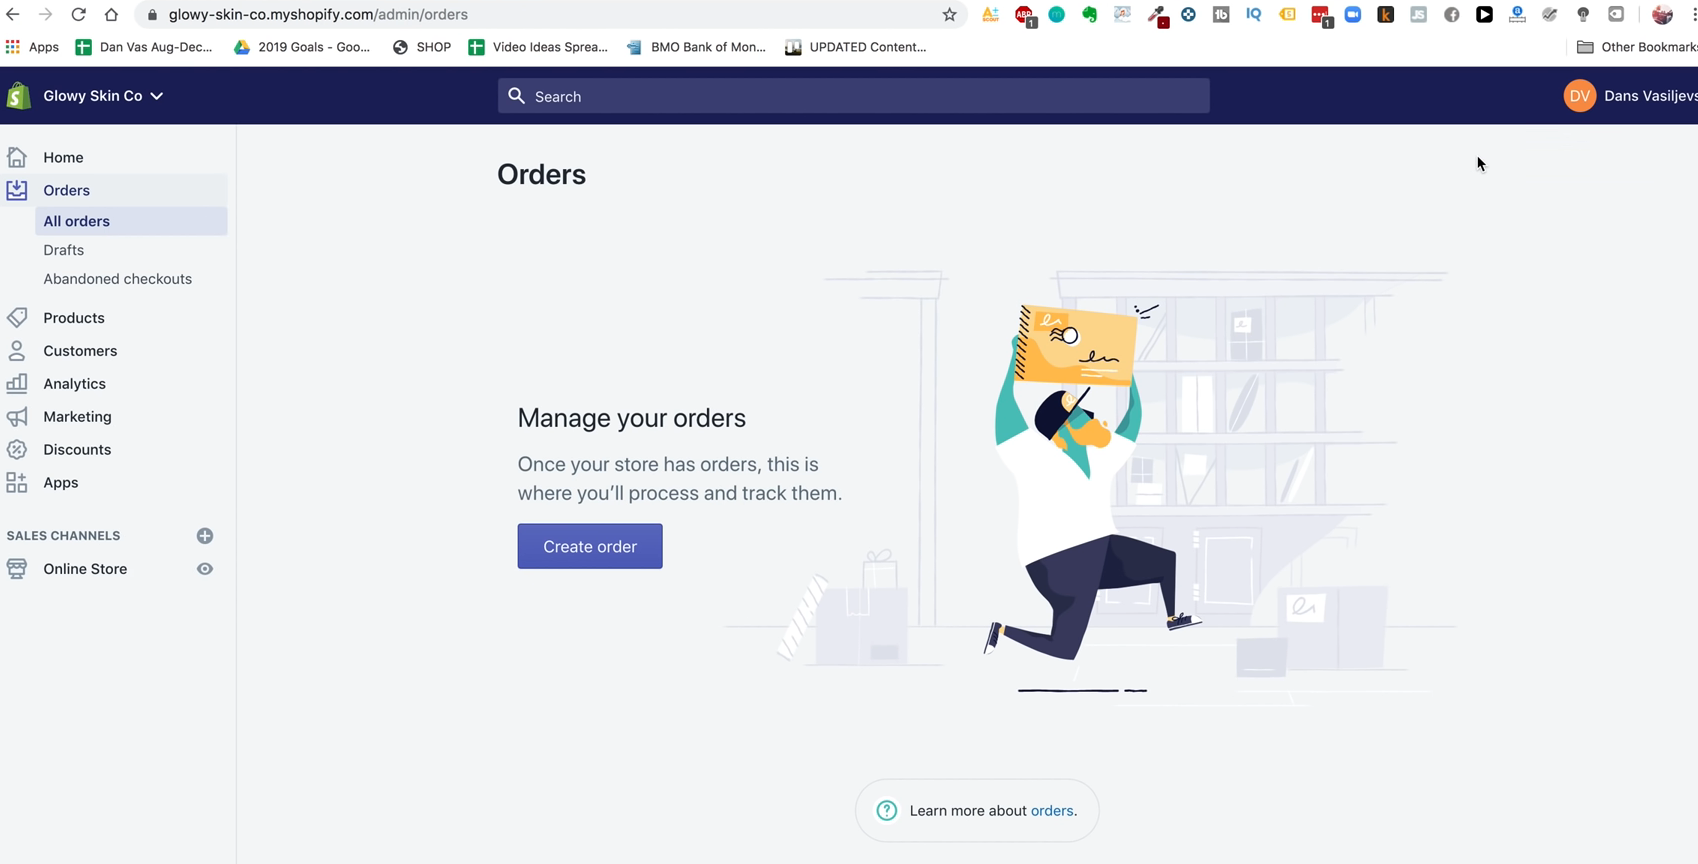 glowy-skin-co.myshopify.com/admin/orders
Apps
Dan Vas Aug-Dec...
2019 Goals - Goo...
SHOP
Video Ideas Sprea...
BMO Bank of Mon...
UPDATED Content...
Other Bookmarks
Glowy Skin Co
Search
DV
Dans Vasiljevs
Home
Orders
All orders
Drafts
Abandoned checkouts
Products
Customers
Analytics
Marketing
Discounts
Apps
SALES CHANNELS
Online Store
Orders
Manage your orders
Once your store has orders, this is
where you'll process and track them.
Create order
Learn more about orders.